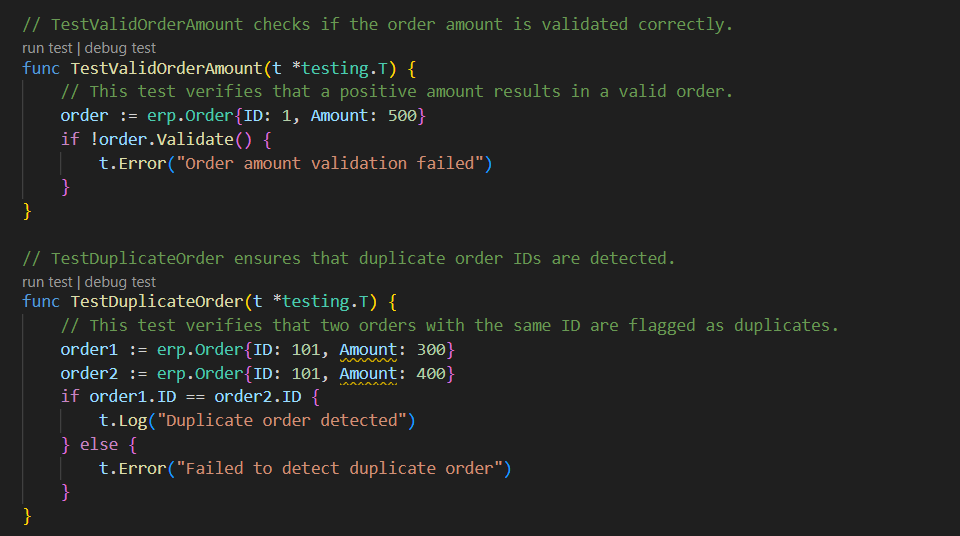 // TestValidOrderAmount checks if the order amount is validated correctly.
run test | debug test
func TestValidOrderAmount(t *testing.T) {
    // This test verifies that a positive amount results in a valid order.
    order := erp.Order{ID: 1, Amount: 500}
    if !order.Validate() {
        t.Error("Order amount validation failed")
    }
}
// TestDuplicateOrder ensures that duplicate order IDs are detected.
run test | debug test
func TestDuplicateOrder(t *testing.T) {
    // This test verifies that two orders with the same ID are flagged as duplicates.
    order1 := erp.Order{ID: 101, Amount: 300}
    order2 := erp.Order{ID: 101, Amount: 400}
    if order1.ID == order2.ID {
        t.Log("Duplicate order detected")
    } else {
        t.Error("Failed to detect duplicate order")
    }
}